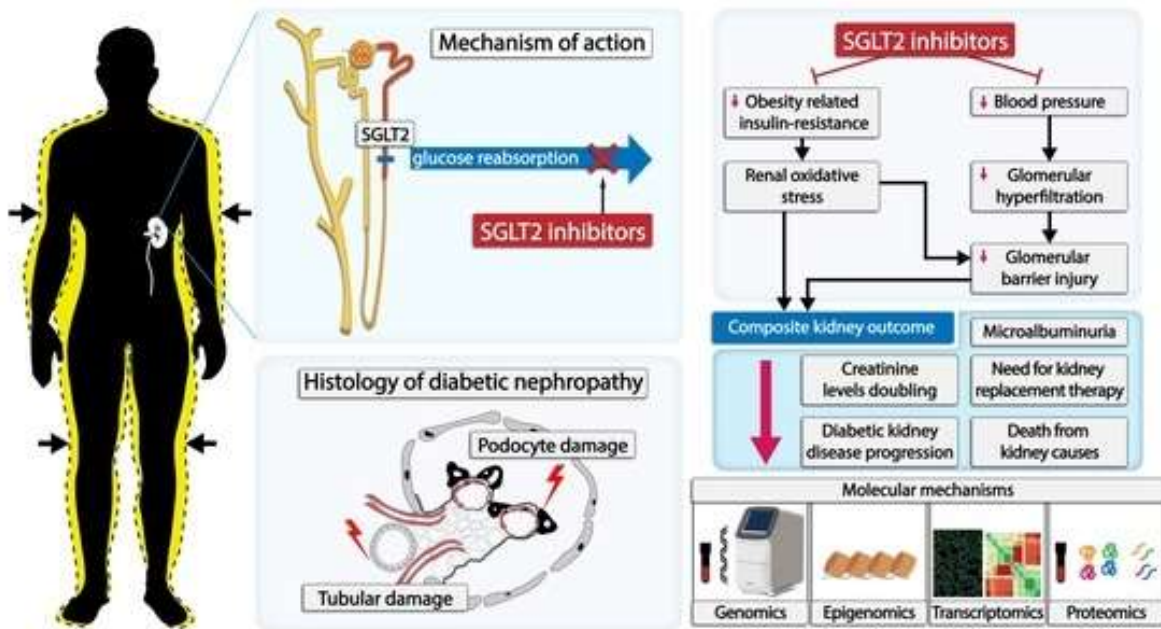 Mechanism of action
SGLT2
glucose reabsorption
SGLT2 inhibitors
Histology of diabetic nephropathy
Podocyte damage
Tubular damage
SGLT2 inhibitors
Obesity related
insulin-resistance
Blood pressure
Renal oxidative
stress
Glomerular
hyperfiltration
Glomerular
barrier injury
Composite kidney outcome
Microalbuminuria
Creatinine
levels doubling
Need for kidney
replacement therapy
Diabetic kidney
disease progression
Death from
kidney causes
Molecular mechanisms
Genomics
Epigenomics
Transcriptomics
Proteomics